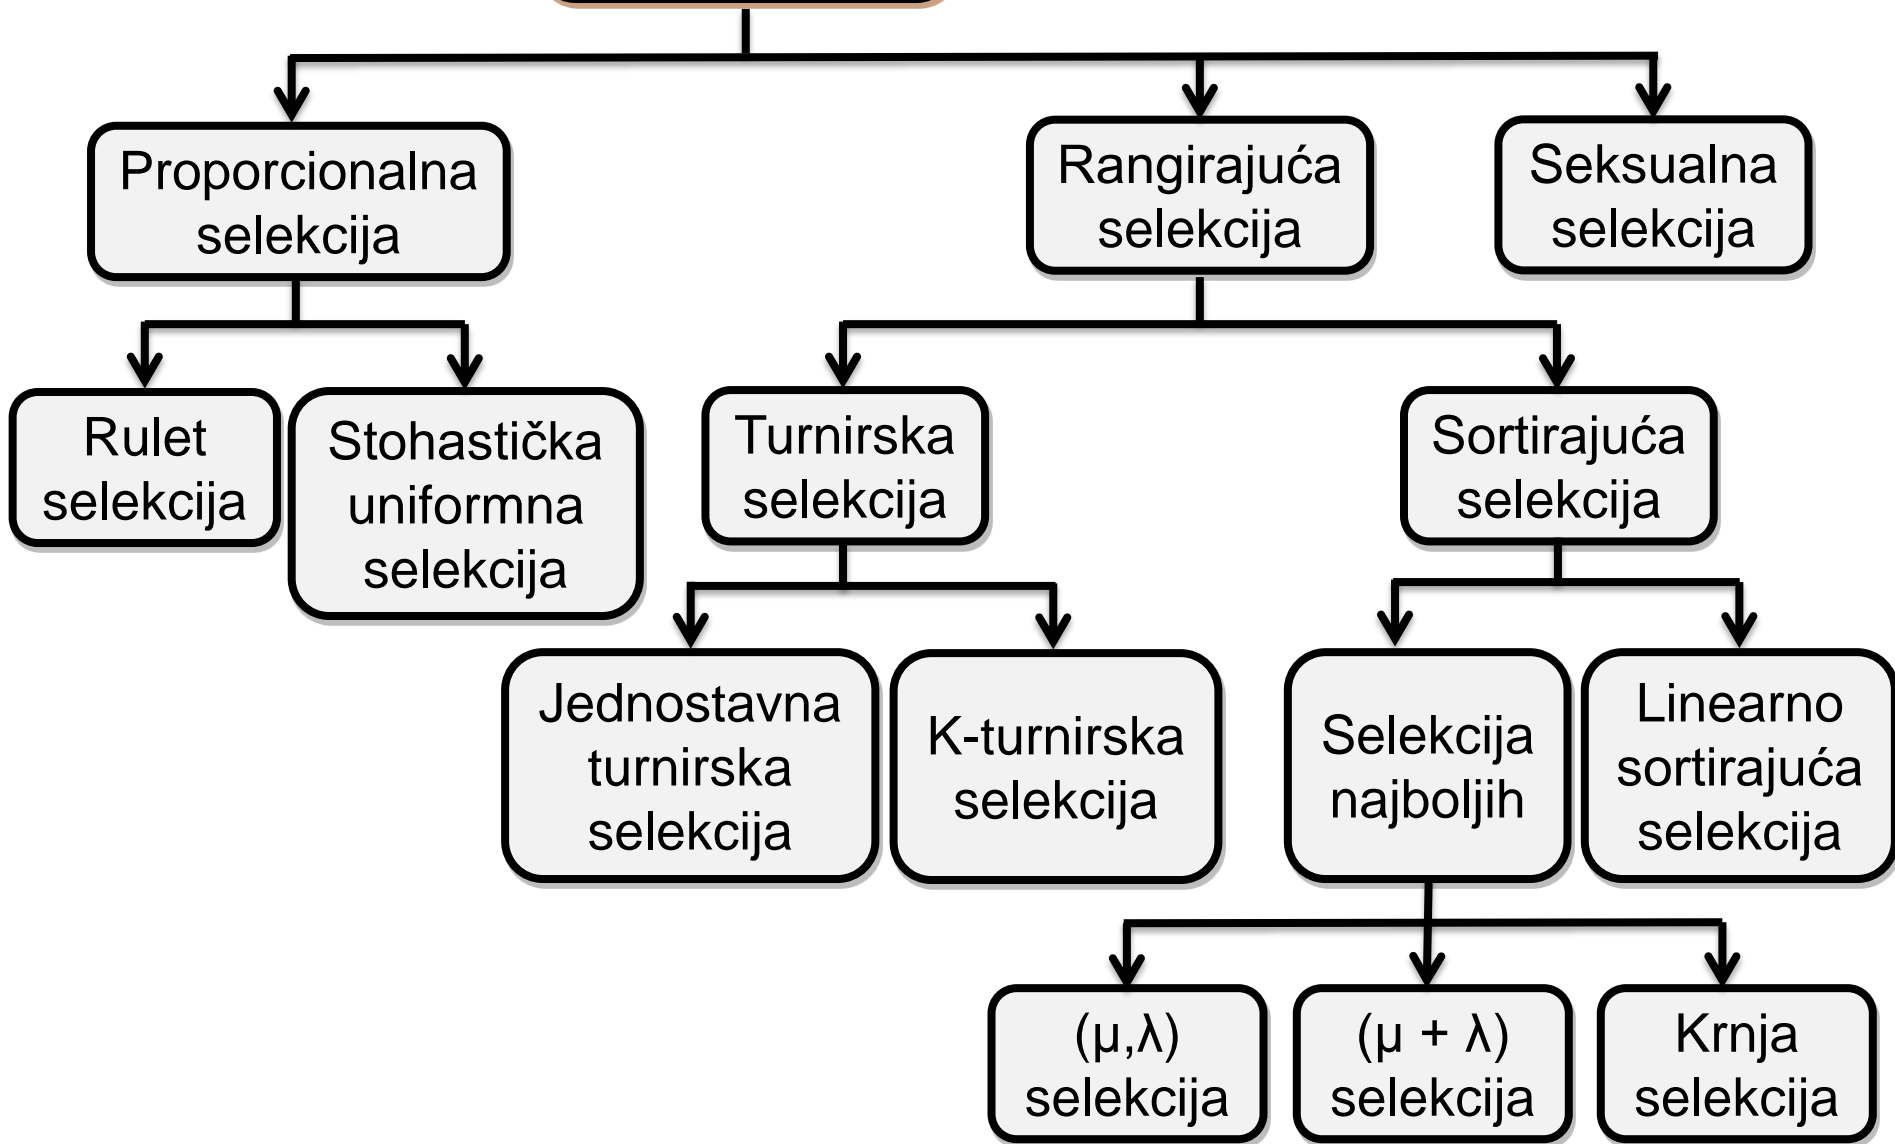 Proporcionalna
selekcija
Rangirajuća
selekcija
Seksualna
selekcija
Rulet
selekcija
Stohastička
uniformna
selekcija
Turnirska
selekcija
Sortirajuća
selekcija
Jednostavna
turnirska
selekcija
K-turnirska
selekcija
Selekcija
najboljih
Linearno
sortirajuća
selekcija
(μ,λ)
selekcija
(μ + λ)
selekcija
Krnja
selekcija